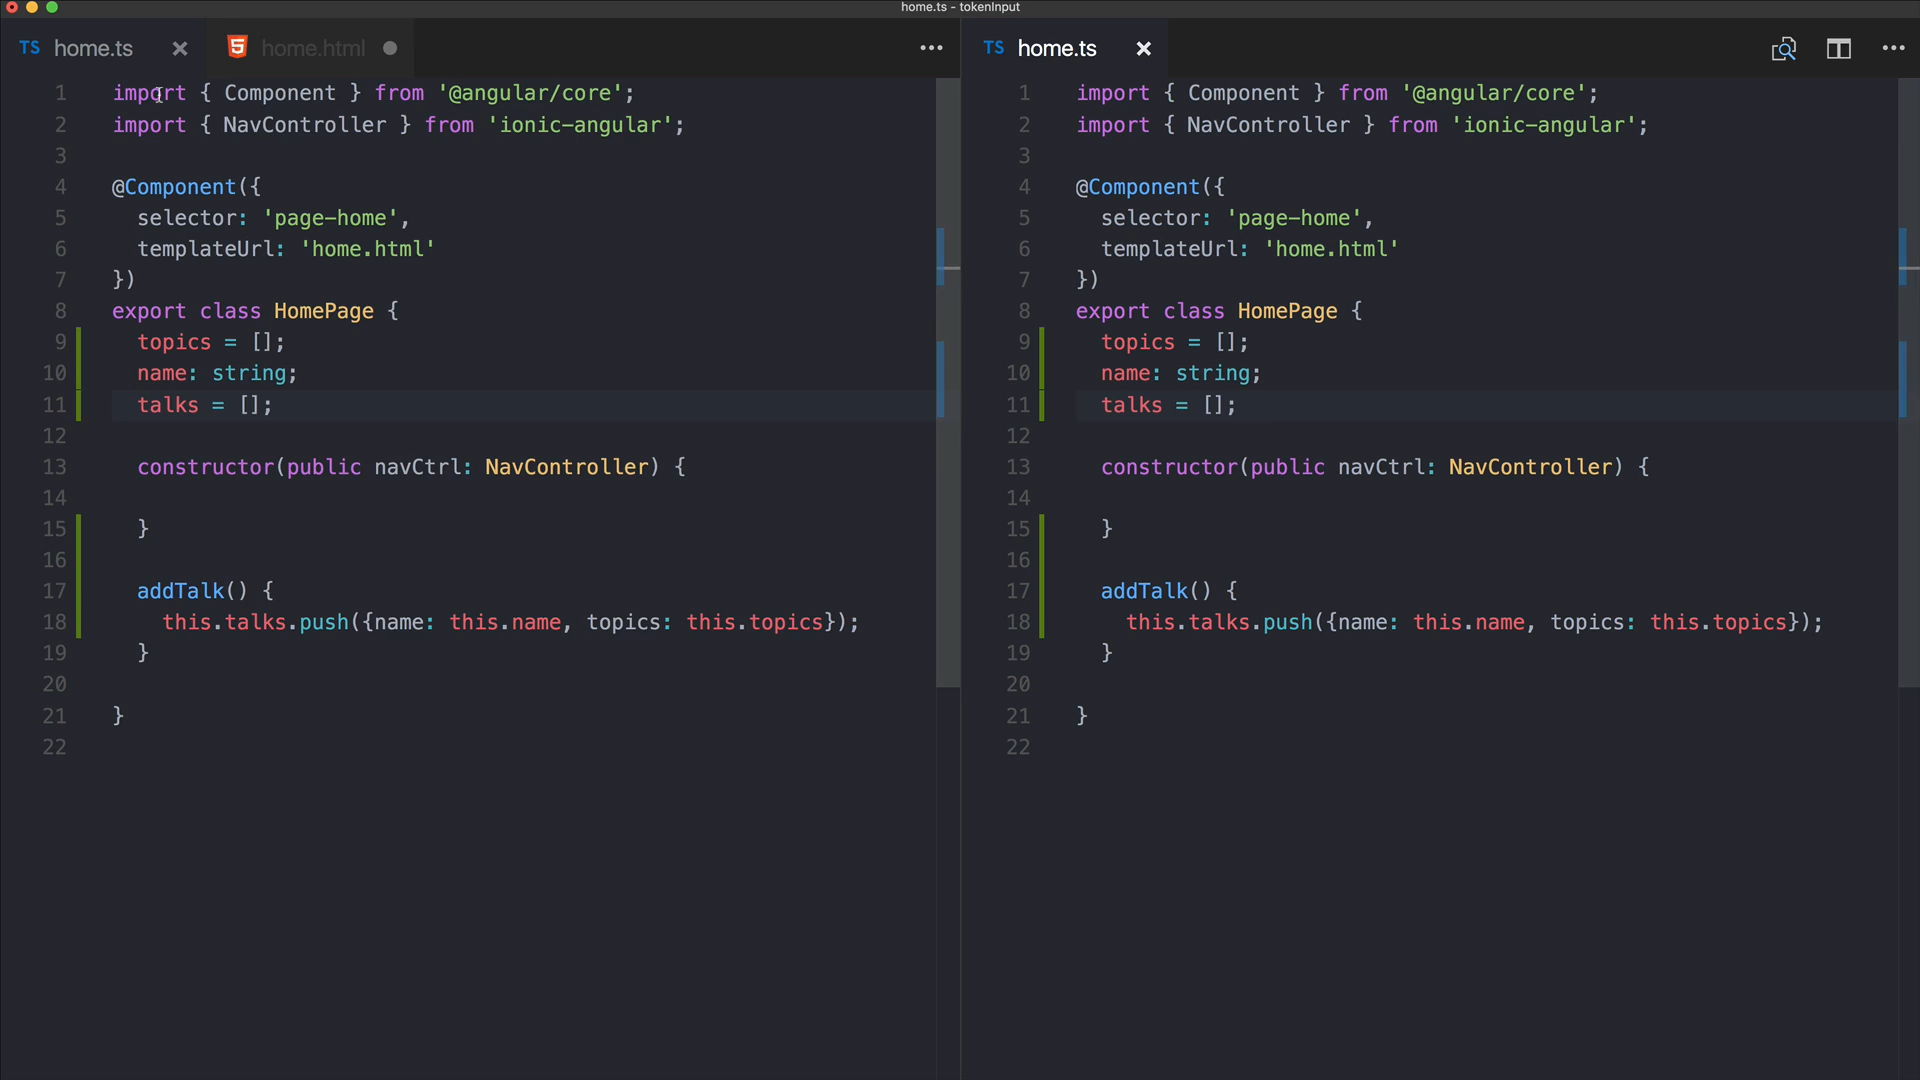 home.ts - tokenInput
TS home.ts
home.html
1 import { Component } from '@angular/core';
2 import { NavController } from 'ionic-angular';
3
4 @Component({
5 selector: 'page-home',
6 templateUrl: 'home.html'
7 })
8 export class HomePage {
9 topics = [];
10 name: string;
11 talks = [];
12
13 constructor(public navCtrl: NavController) {
14
15 }
16
17 addTalk() {
18 this.talks.push({name: this.name, topics: this.topics});
19 }
20
21 }
22
TS home.ts
1 import { Component } from '@angular/core';
2 import { NavController } from 'ionic-angular';
3
4 @Component({
5 selector: 'page-home',
6 templateUrl: 'home.html'
7 })
8 export class HomePage {
9 topics = [];
10 name: string;
11 talks = [];
12
13 constructor(public navCtrl: NavController) {
14
15 }
16
17 addTalk() {
18 this.talks.push({name: this.name, topics: this.topics});
19 }
20
21 }
22